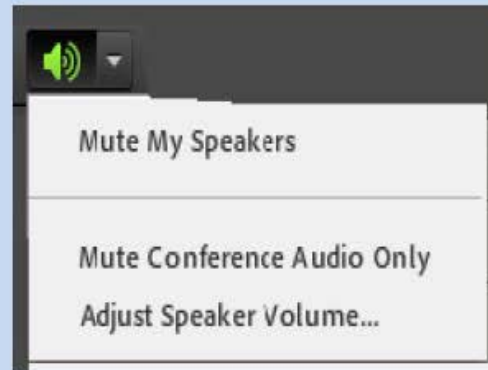 Mute My Speakers
Mute Conference Audio Only
Adjust Speaker Volume...